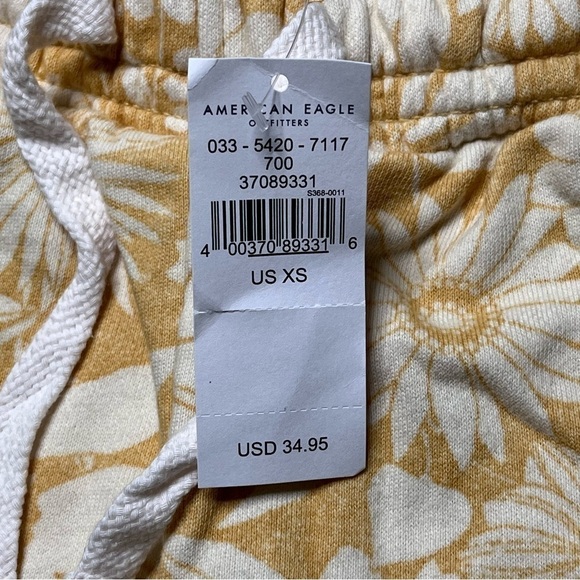 AMERICAN EAGLE
OUTFITTERS
033 - 5420 - 7117
700
37089331
S368-0011
4 00370 89331 6
US XS
USD 34.95